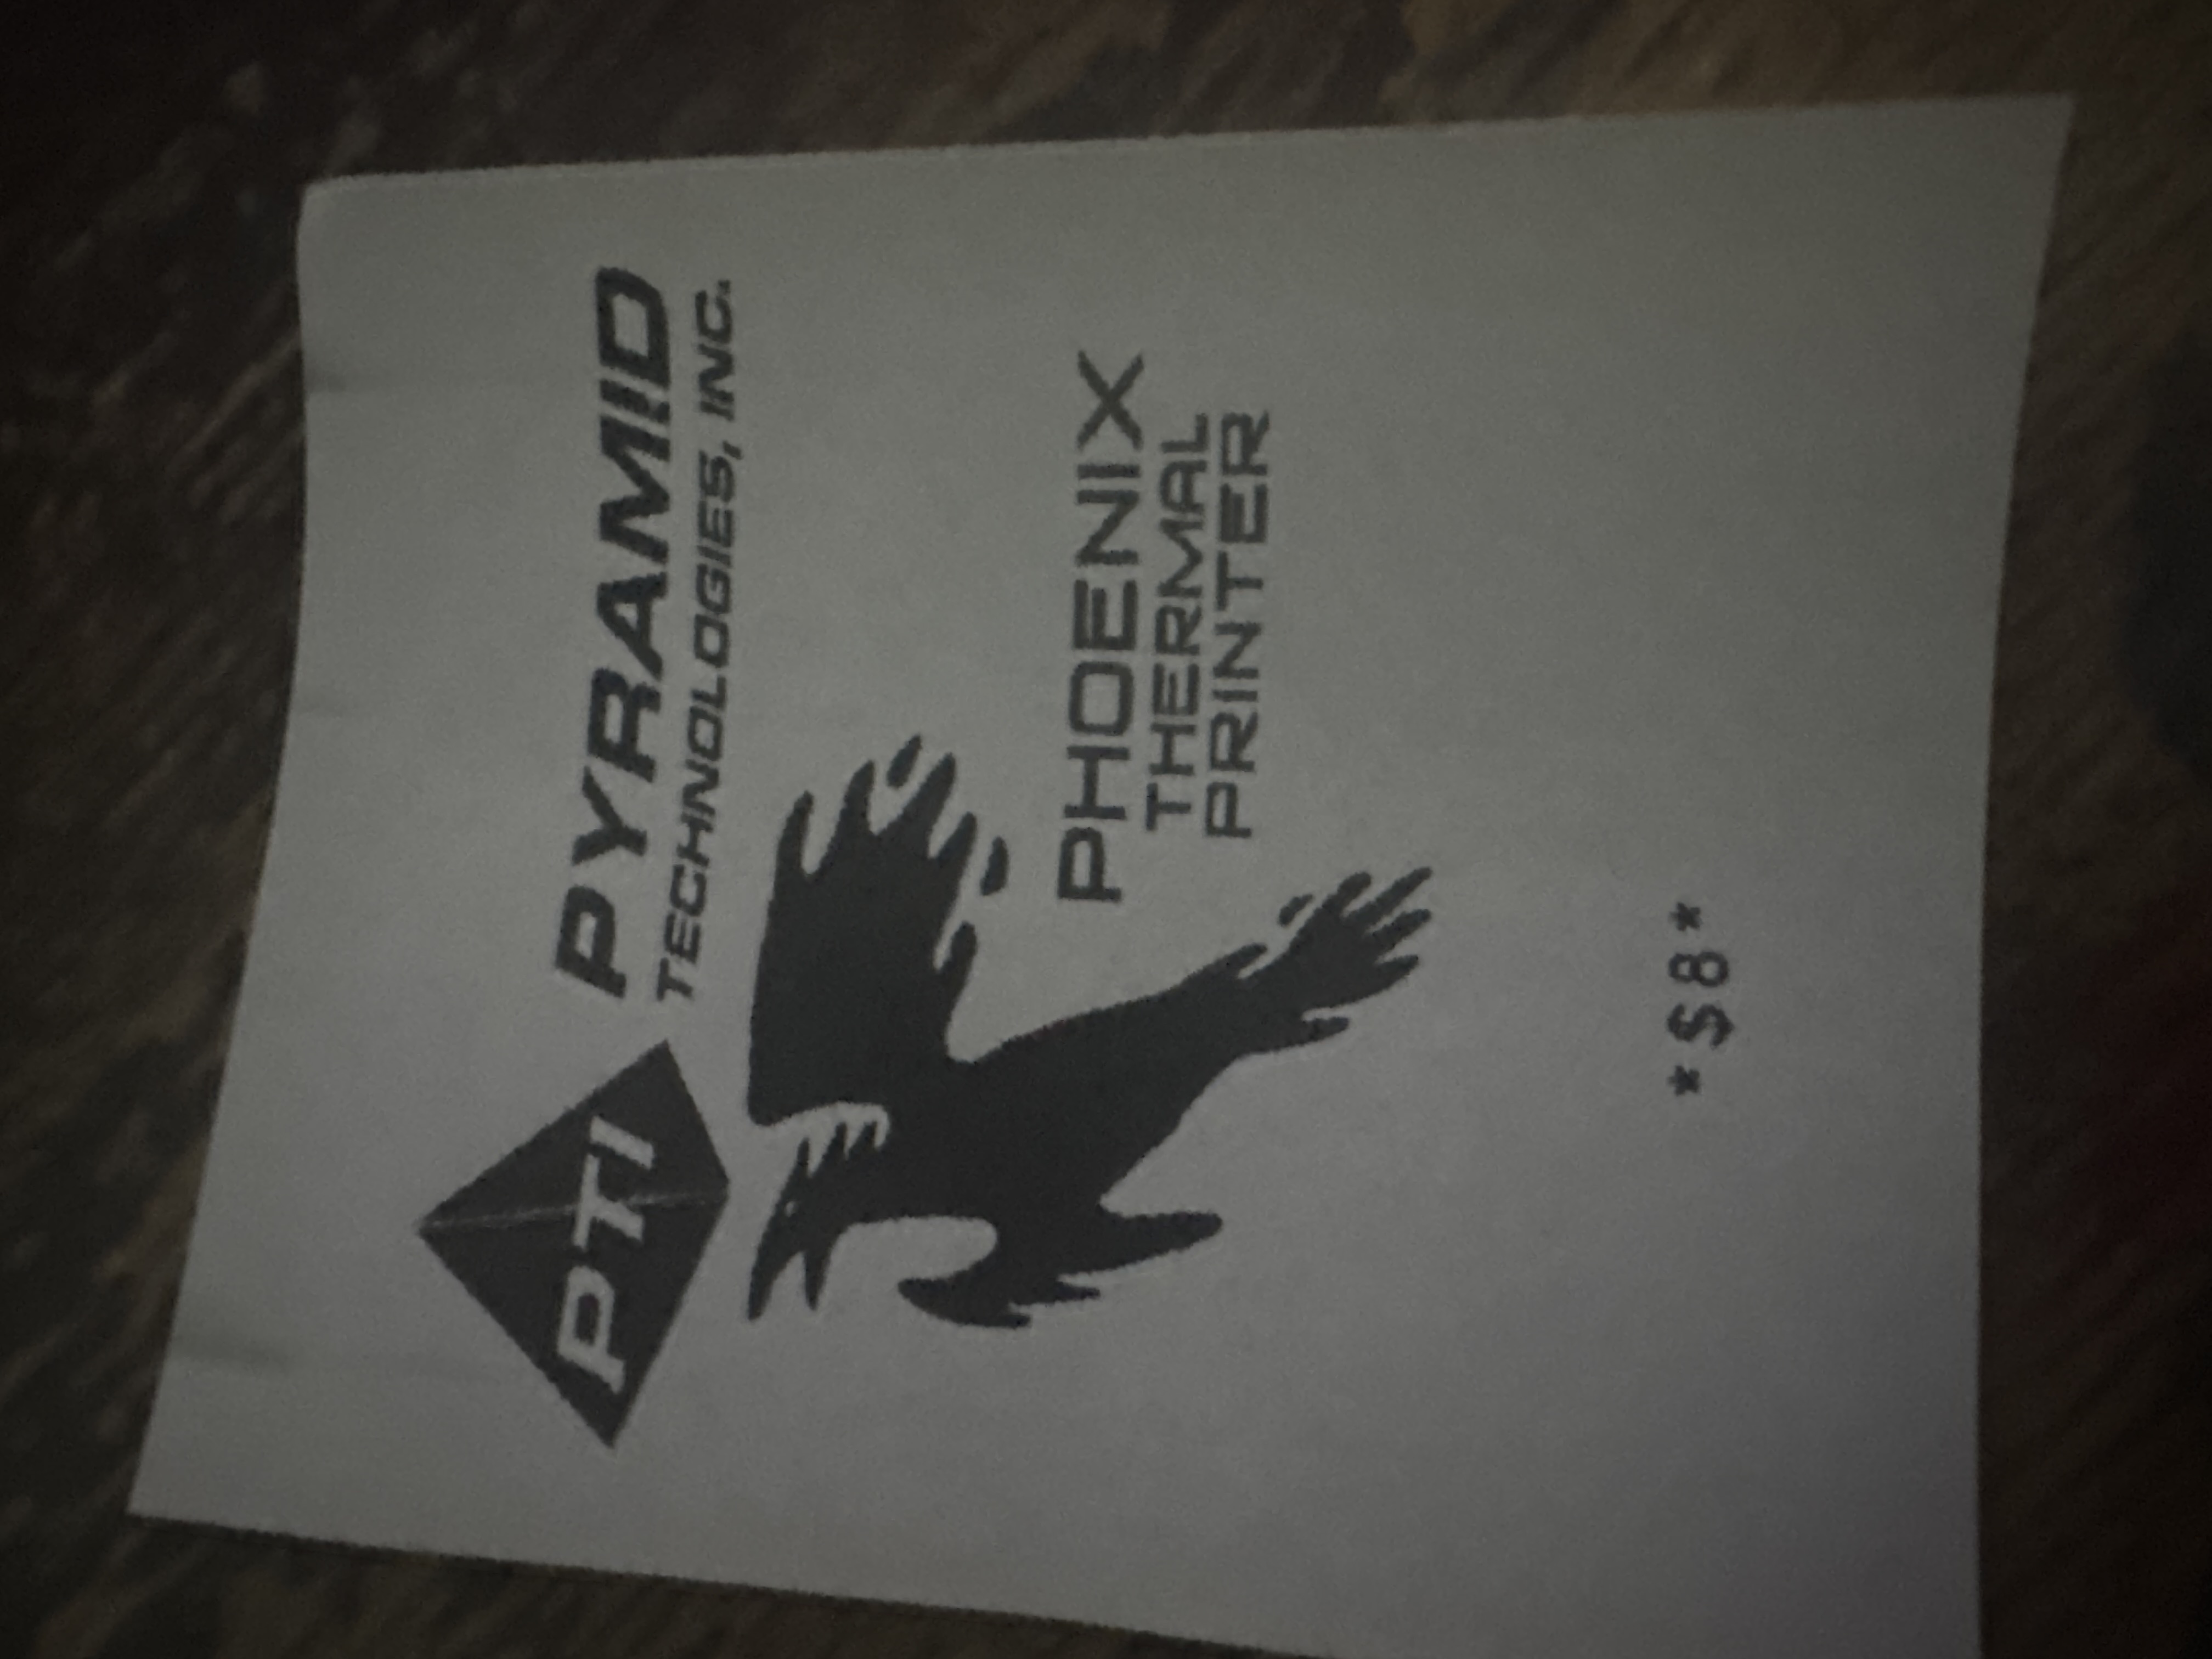 PTI
PYRAMID
TECHNOLOGIES, INC.
PHOENIX
THERMAL
PRINTER
*$8*